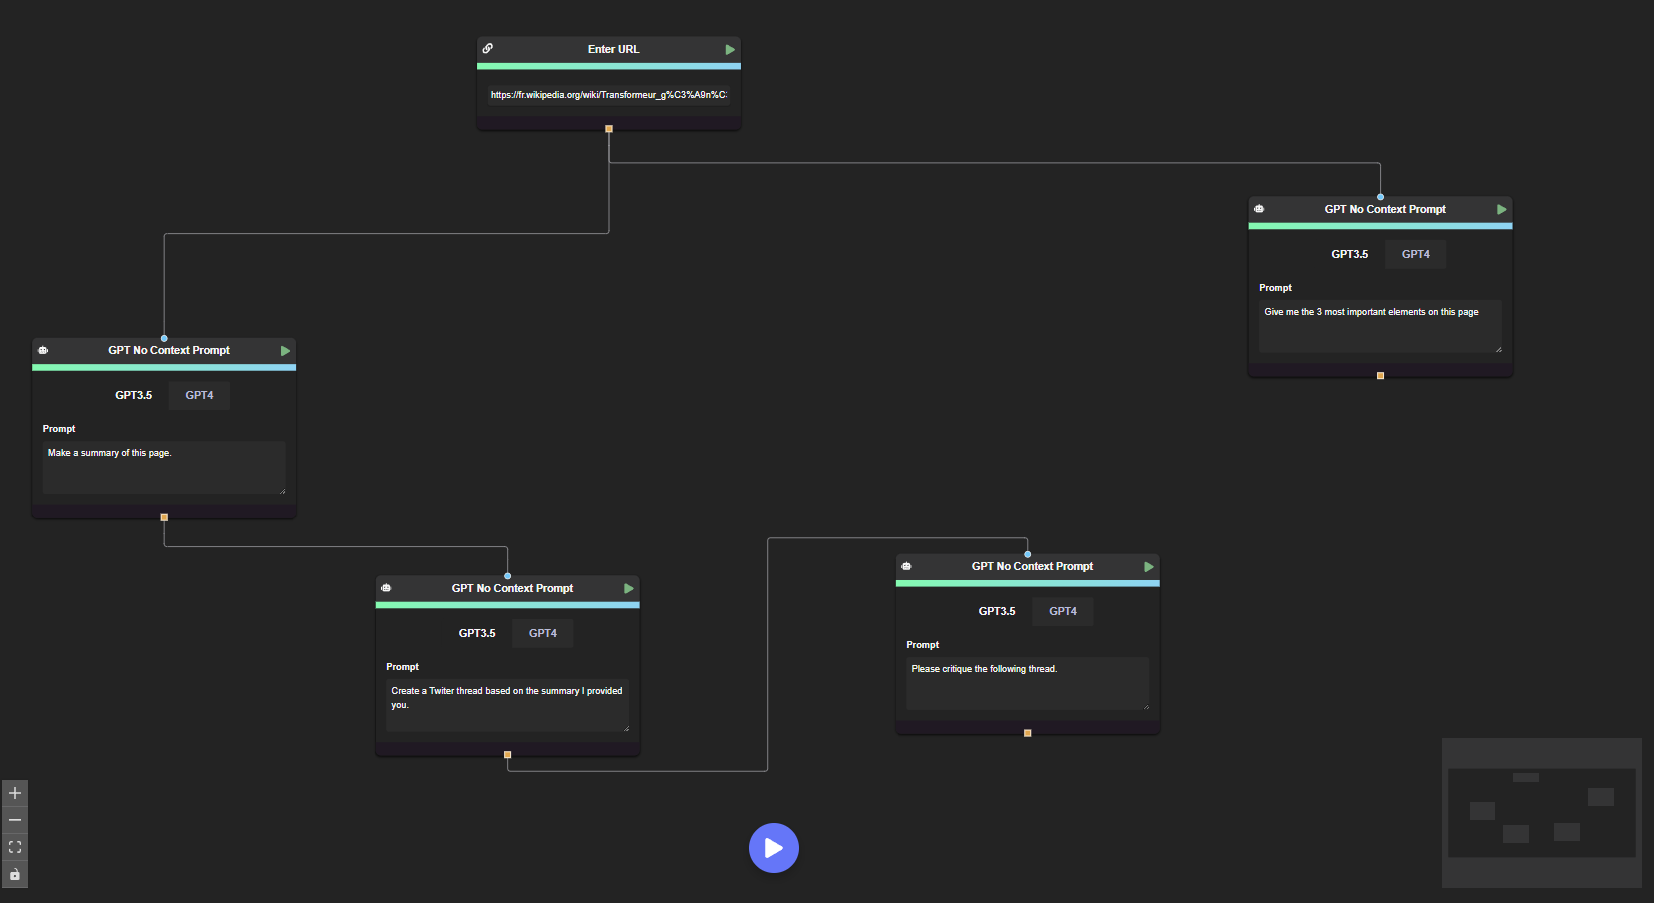 Enter URL
https://fr.wikipedia.org/wiki/Transformeur_g%C3%A9n%C:
GPT No Context Prompt
GPT3.5 GPT4
Prompt
Give me the 3 most important elements on this page
GPT No Context Prompt
GPT3.5 GPT4
Prompt
Make a summary of this page.
GPT No Context Prompt
GPT3.5 GPT4
Prompt
Create a Twiter thread based on the summary I provided
you.
GPT No Context Prompt
GPT3.5 GPT4
Prompt
Please critique the following thread.